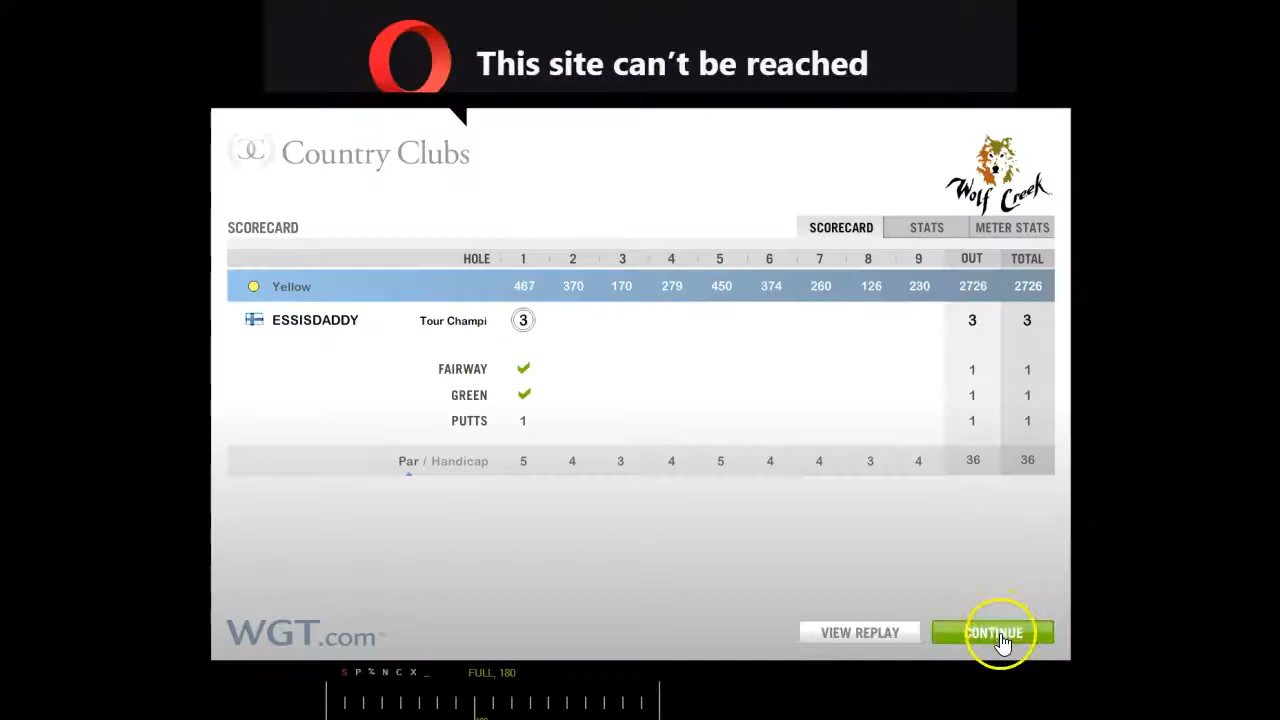 This site can't be reached
Country Clubs
Wolf Creek
SCORECARD
SCORECARD STATS METER STATS
HOLE 1 2 3 4 5 6 7 8 9 OUT TOTAL
Yellow 467 370 170 279 450 374 260 126 230 2726 2726
ESSISDADDY Tour Champi 3 3 3
FAIRWAY 1 1
GREEN 1 1
PUTTS 1 1 1
Par / Handicap 5 4 3 4 5 4 4 3 4 36 36
WGT.com
VIEW REPLAY
CONTINUE
S P ¾ N C X _ FULL, 180